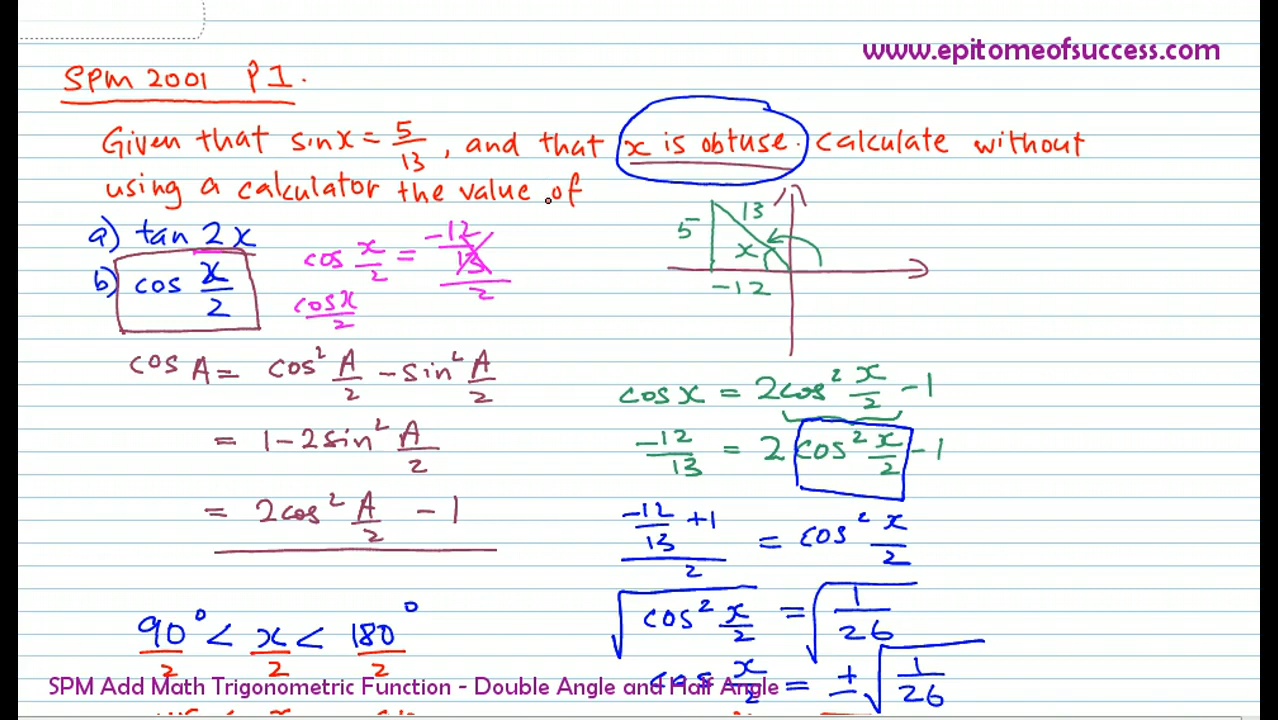 www.epitomeofsuccess.com
SPM 2001 P1.
Given that sinx = 5/13, and that x is obtuse. Calculate without
using a calculator the value of
a) tan 2x
b) cos x/2
cos x/2 = (-12/13)/2
cosx/2
5
13
x
-12
cos A = cos² A/2 - sin² A/2
= 1 - 2sin² A/2
= 2cos² A/2 - 1
cosx = 2cos² x/2 - 1
-12/13 = 2 cos² x/2 - 1
(-12/13 + 1)/2 = cos² x/2
√(cos² x/2) = √(1/26)
cos x/2 = ± √(1/26)
90° < x < 180°
2 2 2
SPM Add Math Trigonometric Function - Double Angle and Half Angle